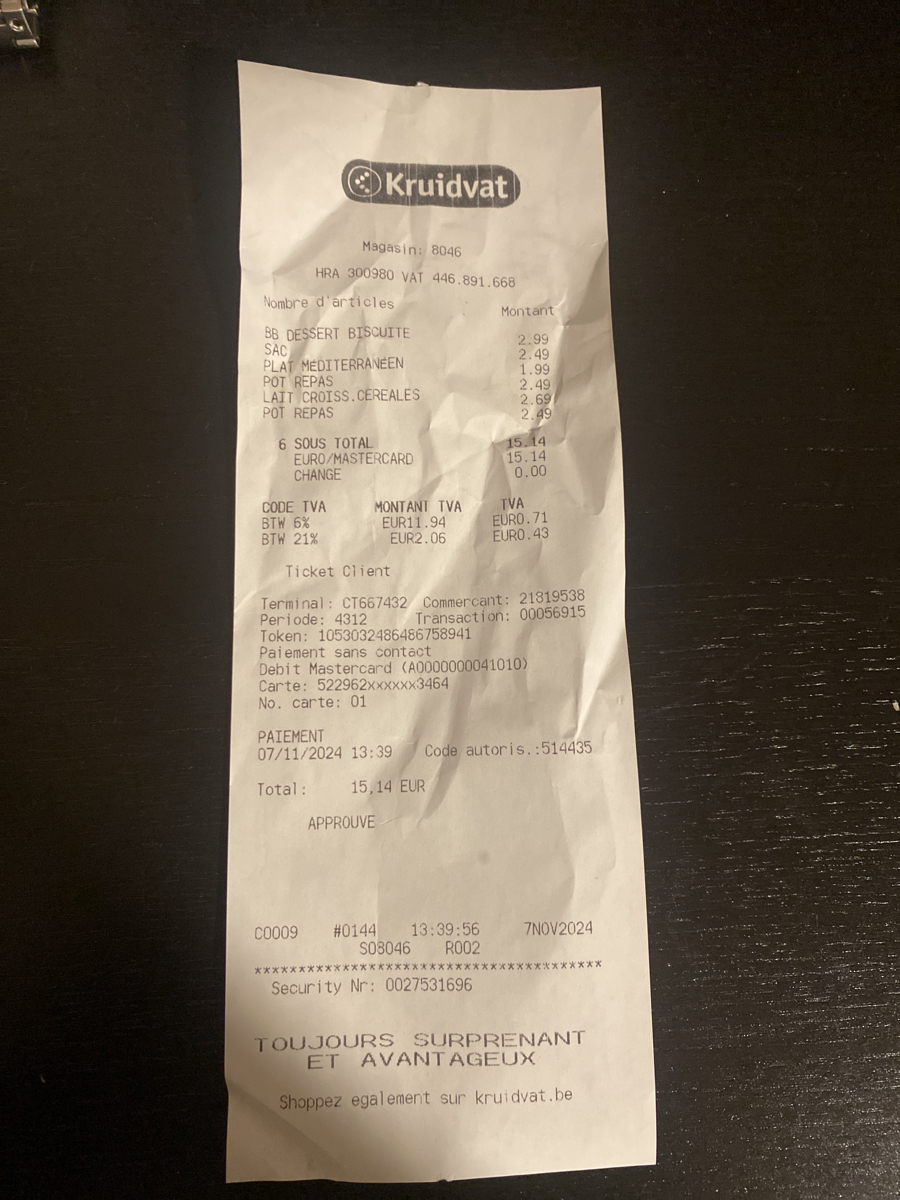 Kruidvat
Magasin: 8046
HRA 300980 VAT 446.891.668
Nombre d'articles Montant
BB DESSERT BISCUITE 2.99
SAC 2.49
PLAT MEDITERRANEEN 1.99
POT REPAS 2.49
LAIT CROISS.CEREALES 2.69
POT REPAS 2.49
6 SOUS TOTAL 15.14
EURO/MASTERCARD 15.14
CHANGE 0.00
CODE TVA MONTANT TVA TVA
BTW 6% EUR11.94 EUR0.71
BTW 21% EUR2.06 EUR0.43
Ticket Client
Terminal: CT667432 Commercant: 21819538
Periode: 4312 Transaction: 00056915
Token: 1053032486486758941
Paiement sans contact
Debit Mastercard (A0000000041010)
Carte: 522962xxxxxx3464
No. carte: 01
PAIEMENT
07/11/2024 13:39 Code autoris.:514435
Total: 15,14 EUR
APPROUVE
C0009 #0144 13:39:56 7NOV2024
S08046 R002
****************************************
Security Nr: 0027531696
TOUJOURS SURPRENANT
ET AVANTAGEUX
Shoppez egalement sur kruidvat.be